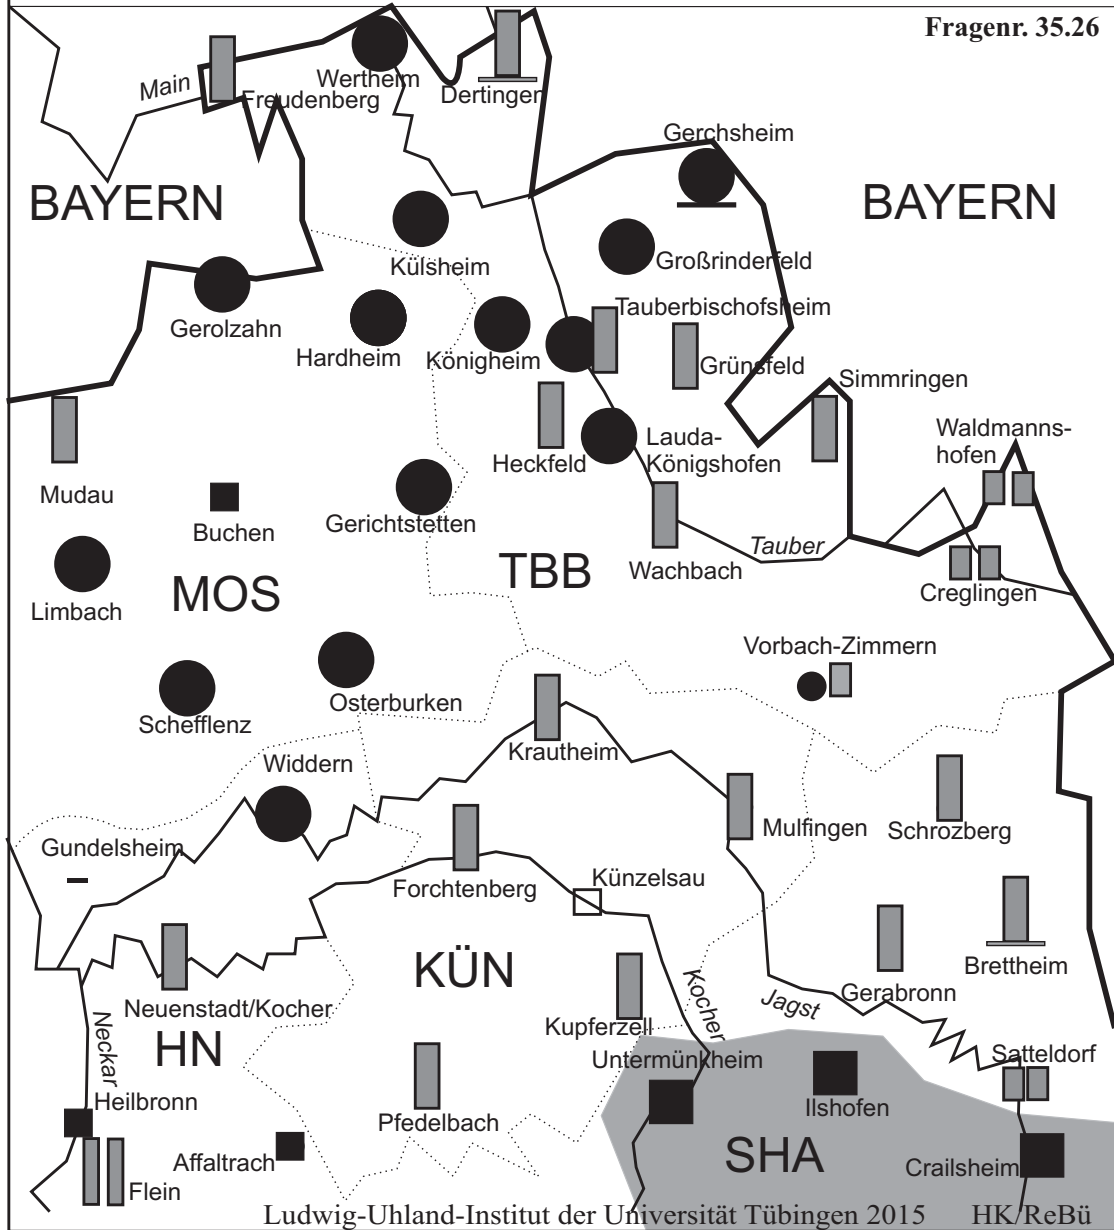 Fragenr. 35.26
Main
Freudenberg
Wertheim
Dertingen
Gerchsheim
BAYERN
BAYERN
Külsheim
Großrinderfeld
Gerolzahn
Hardheim
Königheim
Tauberbischofsheim
Grünsfeld
Simmringen
Heckfeld
Lauda-
Königshofen
Waldmanns-
hofen
Mudau
Buchen
Gerichtstetten
Wachbach
Tauber
Creglingen
TBB
MOS
Limbach
Vorbach-Zimmern
Schefflenz
Osterburken
Krautheim
Widdern
Mulfingen
Schrozberg
Gundelsheim
Forchtenberg
Künzelsau
Brettheim
Gerabronn
KÜN
Kocher
Jagst
Neuenstadt/Kocher
Kupferzell
Neckar
HN
Untermünkheim
Satteldorf
Ilshofen
Heilbronn
Pfedelbach
Affaltrach
SHA
Crailsheim
Flein
Ludwig-Uhland-Institut der Universität Tübingen 2015 HK/ReBü